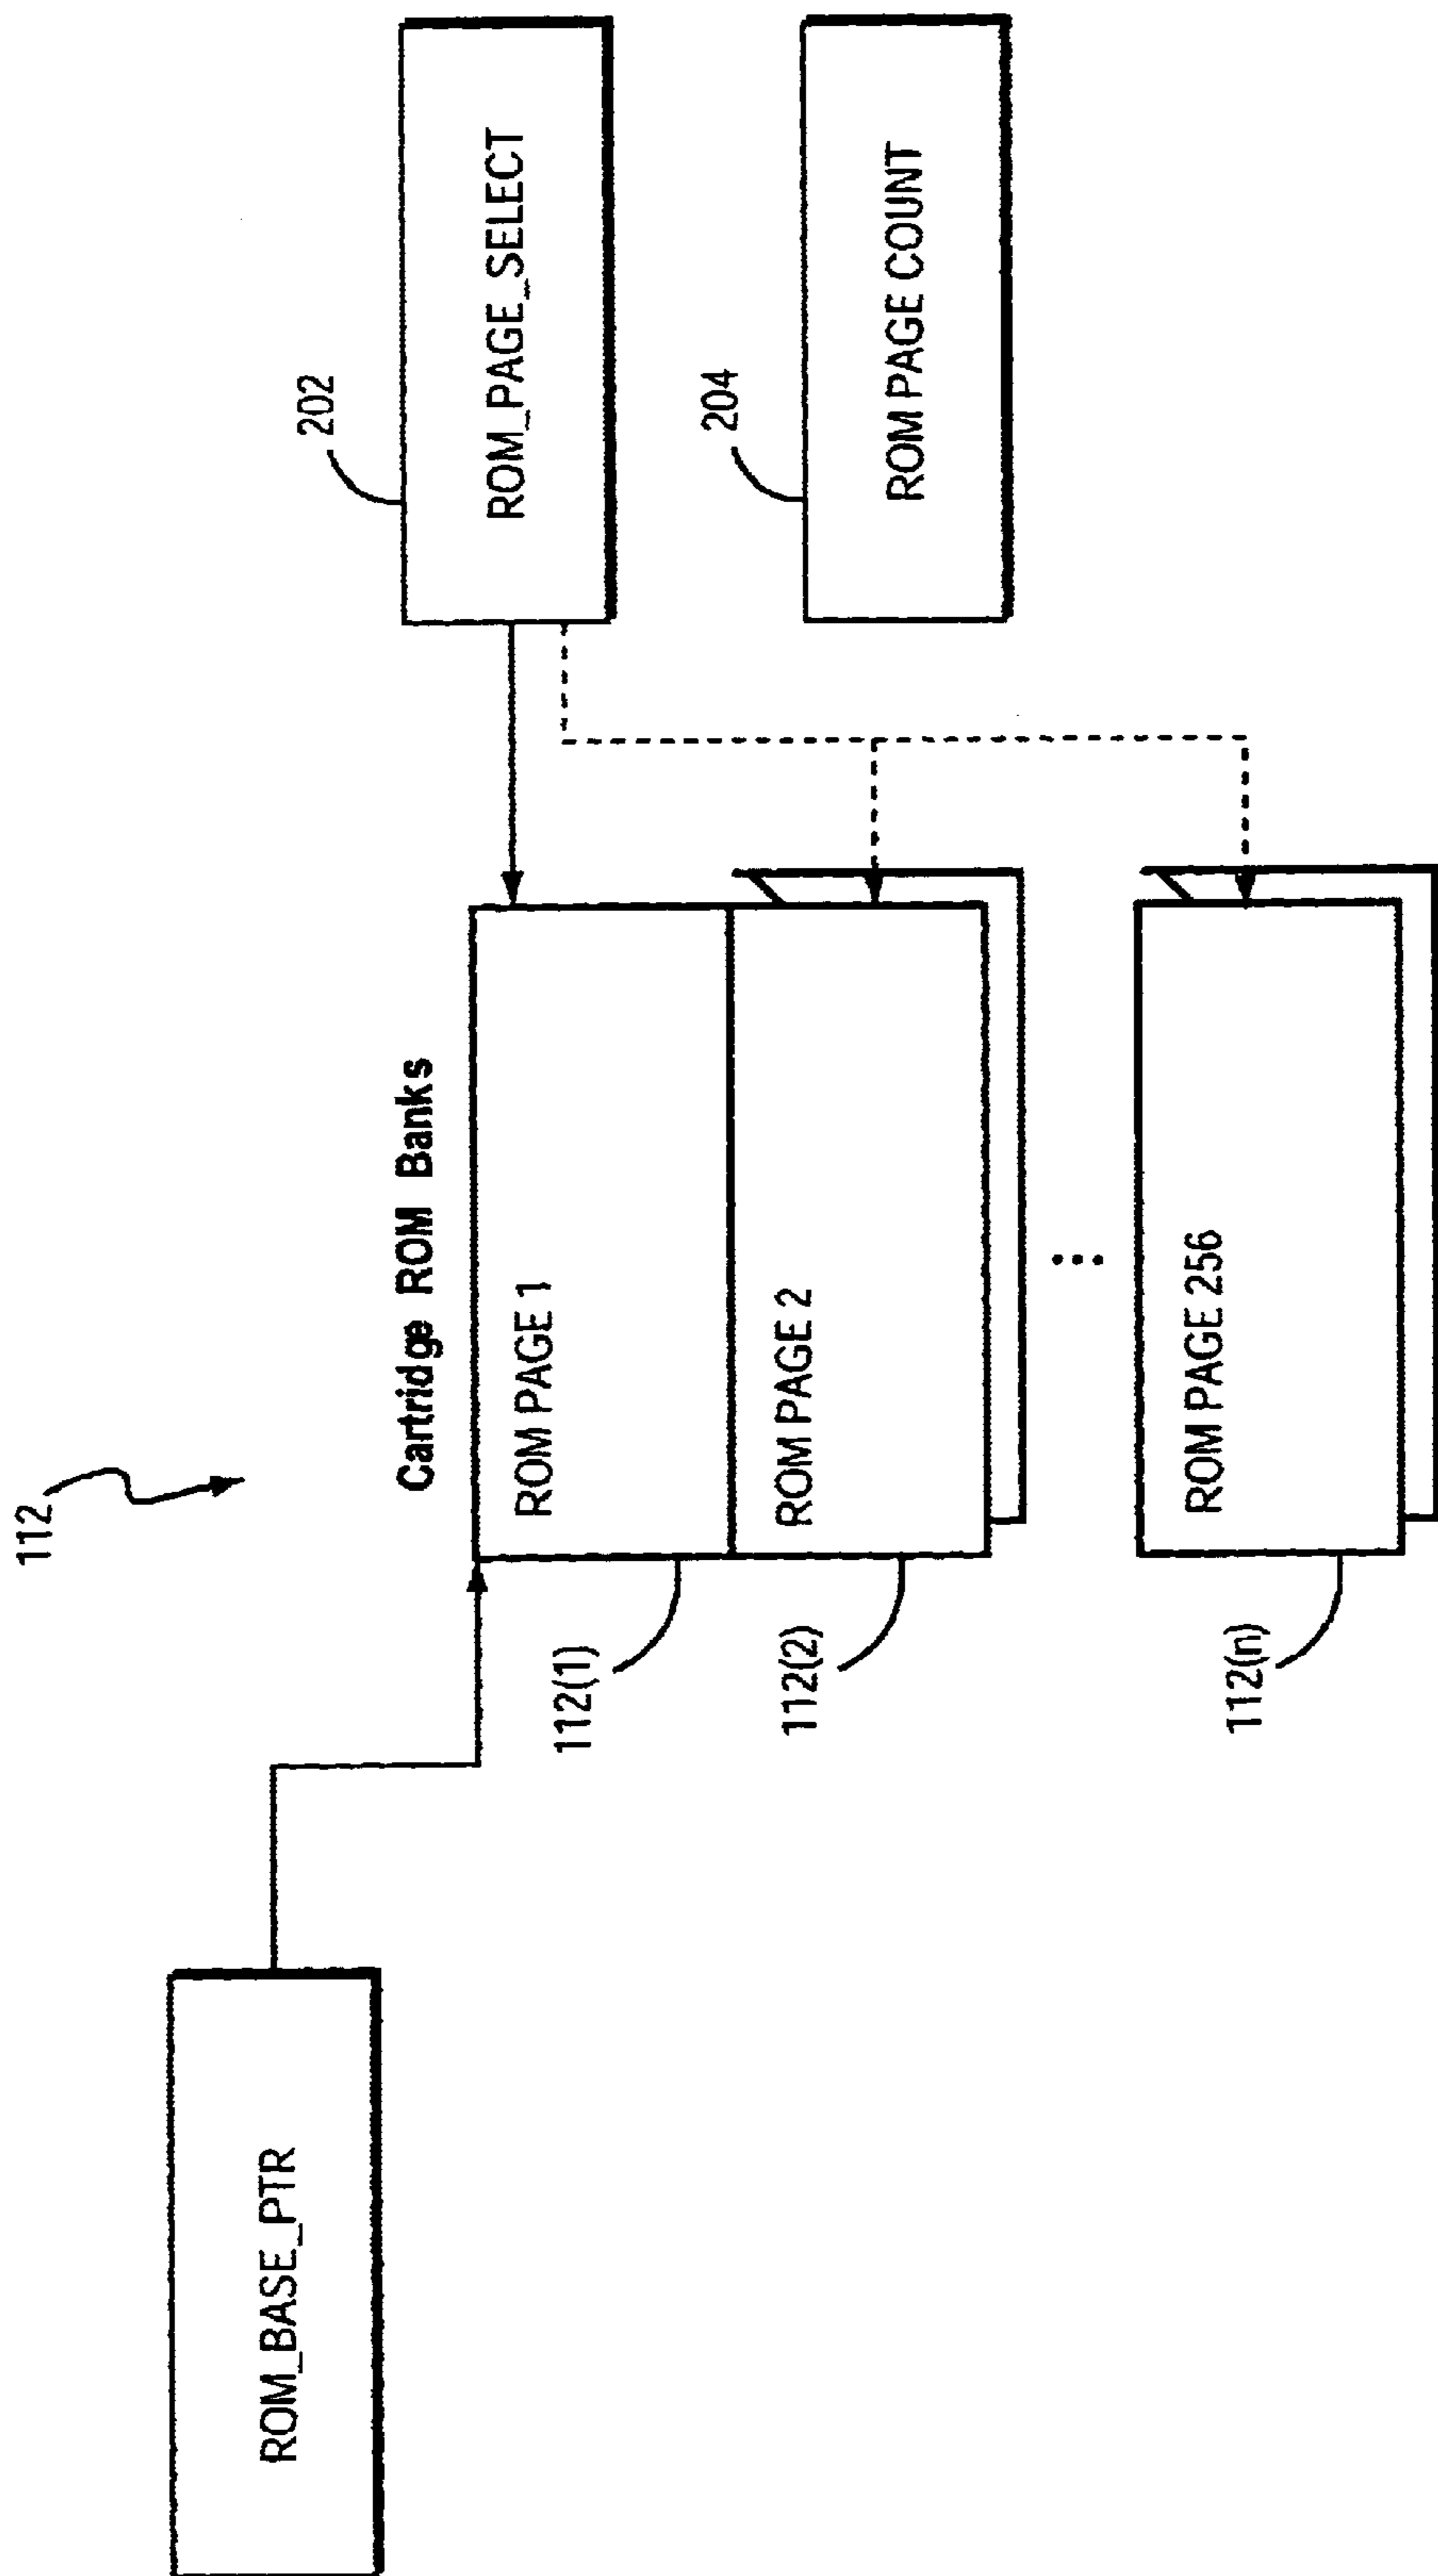 112
Cartridge ROM Banks
ROM_BASE_PTR
112(1)
ROM PAGE 1
202
ROM_PAGE_SELECT
112(2)
ROM PAGE 2
204
ROM PAGE COUNT
112(n)
ROM PAGE 256